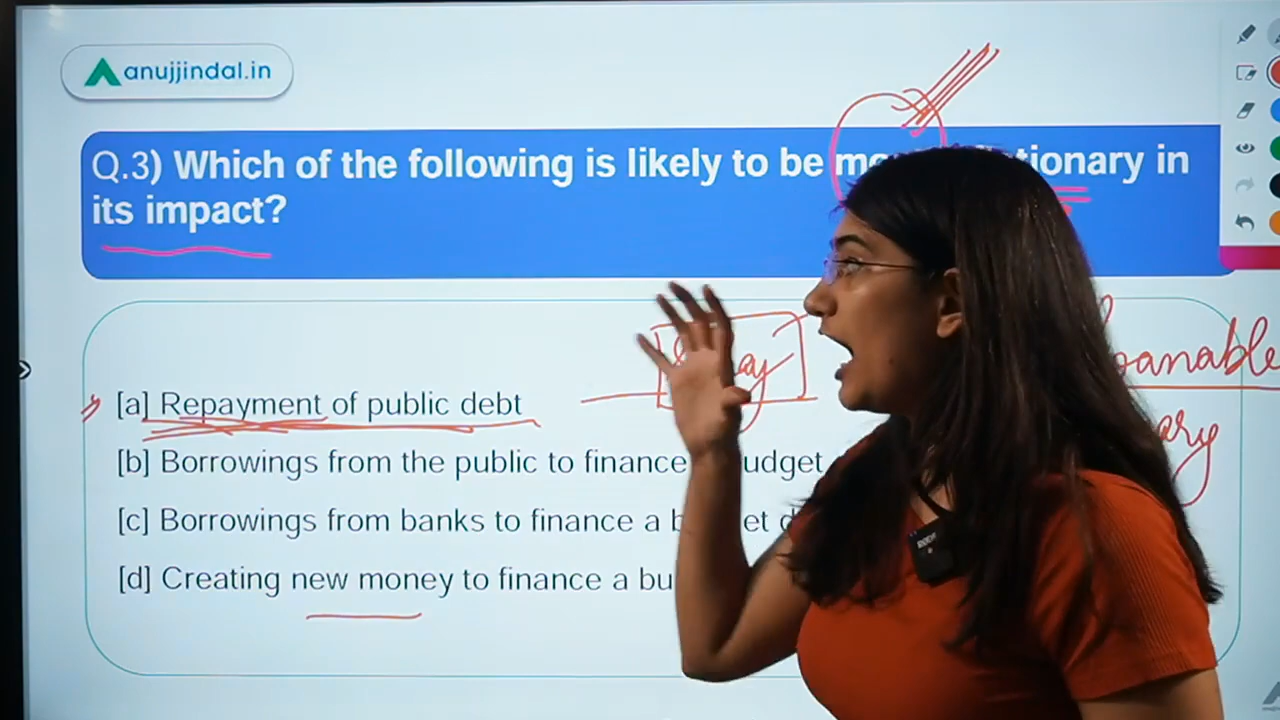 anujjindal.in
Q.3) Which of the following is likely to be in
its impact?
[a] Repayment of public debt
[b] Borrowings from the public to finance
[c] Borrowings from banks to finance a
[d] Creating new money to finance a